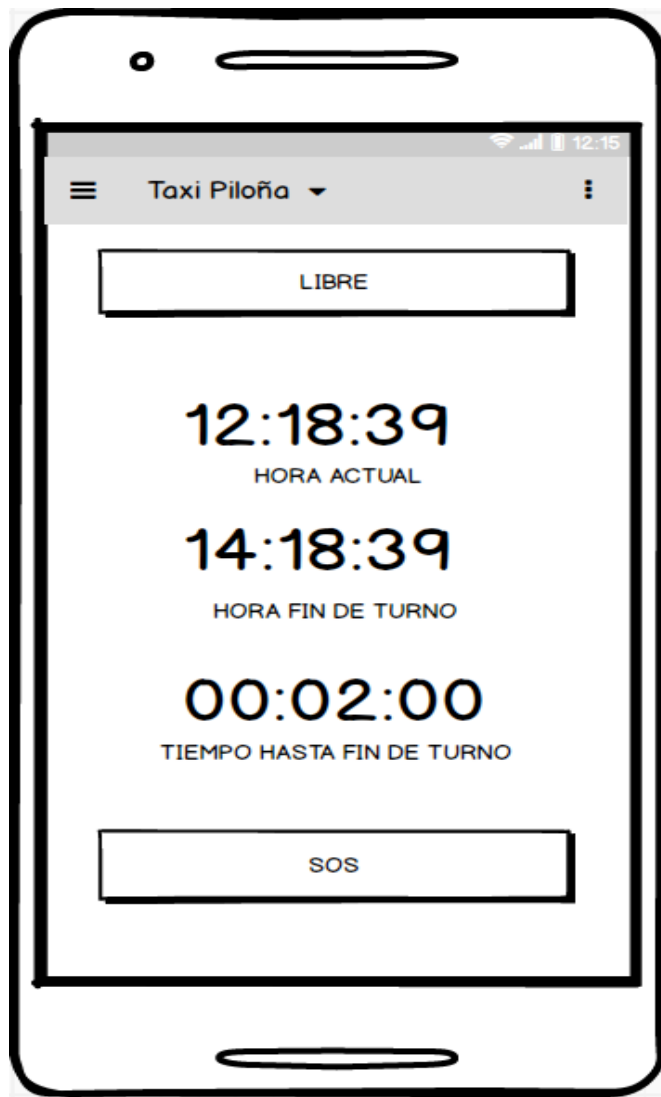 12:15
Taxi Piloña
LIBRE
12:18:39
HORA ACTUAL
14:18:39
HORA FIN DE TURNO
00:02:00
TIEMPO HASTA FIN DE TURNO
SOS